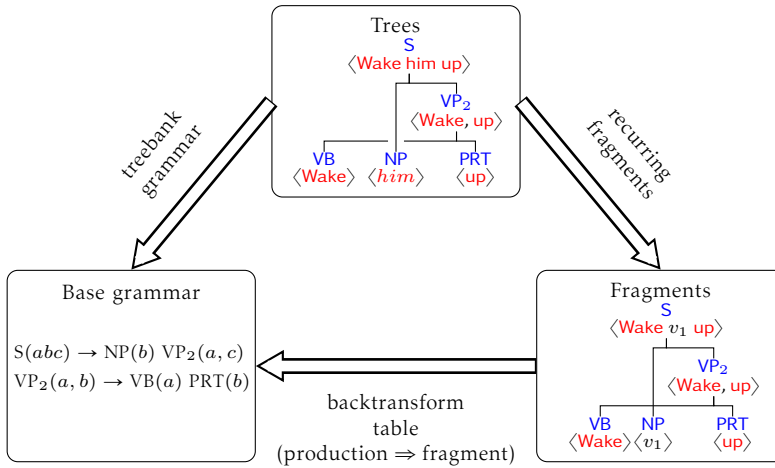 Trees
S
⟨Wake him up⟩
VP₂
⟨Wake, up⟩
VB NP PRT
⟨Wake⟩ ⟨him⟩ ⟨up⟩
treebank
grammar
recurring
fragments
Base grammar
S(abc) → NP(b) VP₂(a, c)
VP₂(a, b) → VB(a) PRT(b)
Fragments
S
⟨Wake v₁ up⟩
VP₂
⟨Wake, up⟩
VB NP PRT
⟨Wake⟩ ⟨v₁⟩ ⟨up⟩
backtransform
table
(production ⇒ fragment)